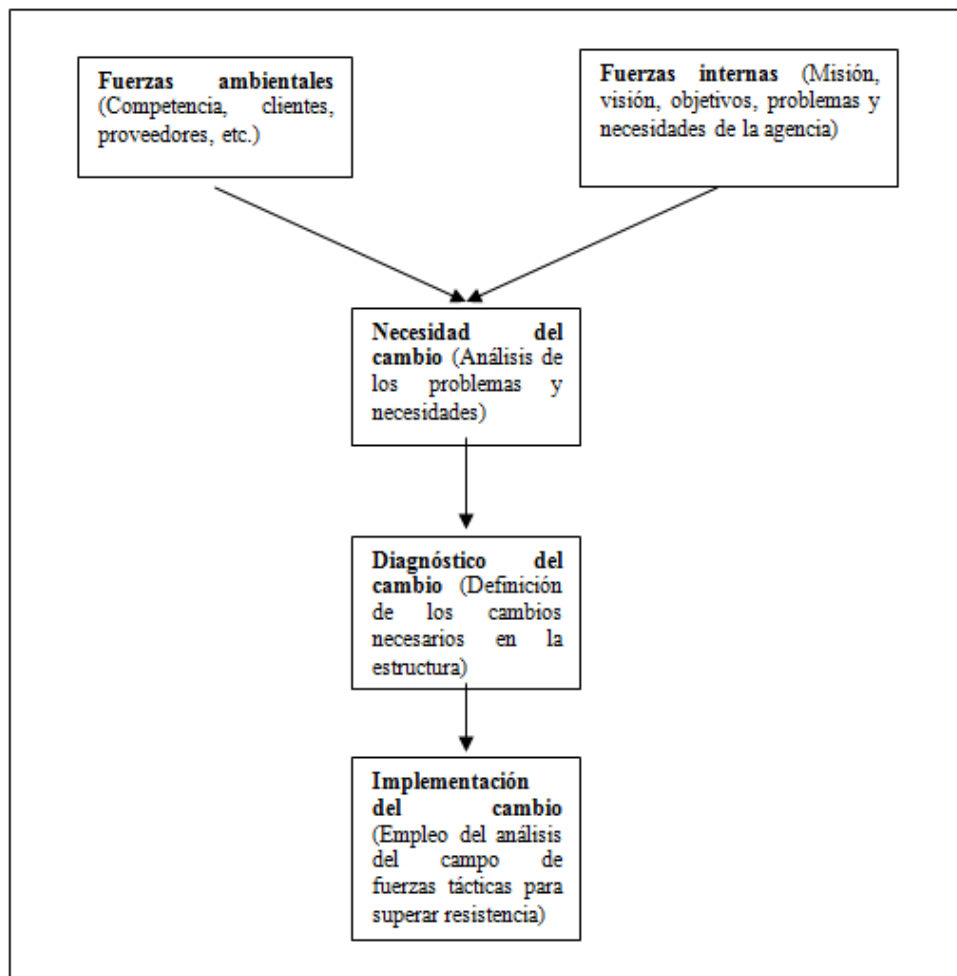 Fuerzas ambientales
(Competencia, clientes,
proveedores, etc.)
Fuerzas internas (Misión,
visión, objetivos, problemas y
necesidades de la agencia)
Necesidad del
cambio (Análisis de
los problemas y
necesidades)
Diagnóstico del
cambio (Definición
de los cambios
necesarios en la
estructura)
Implementación
del cambio
(Empleo del análisis
del campo de
fuerzas tácticas para
superar resistencia)